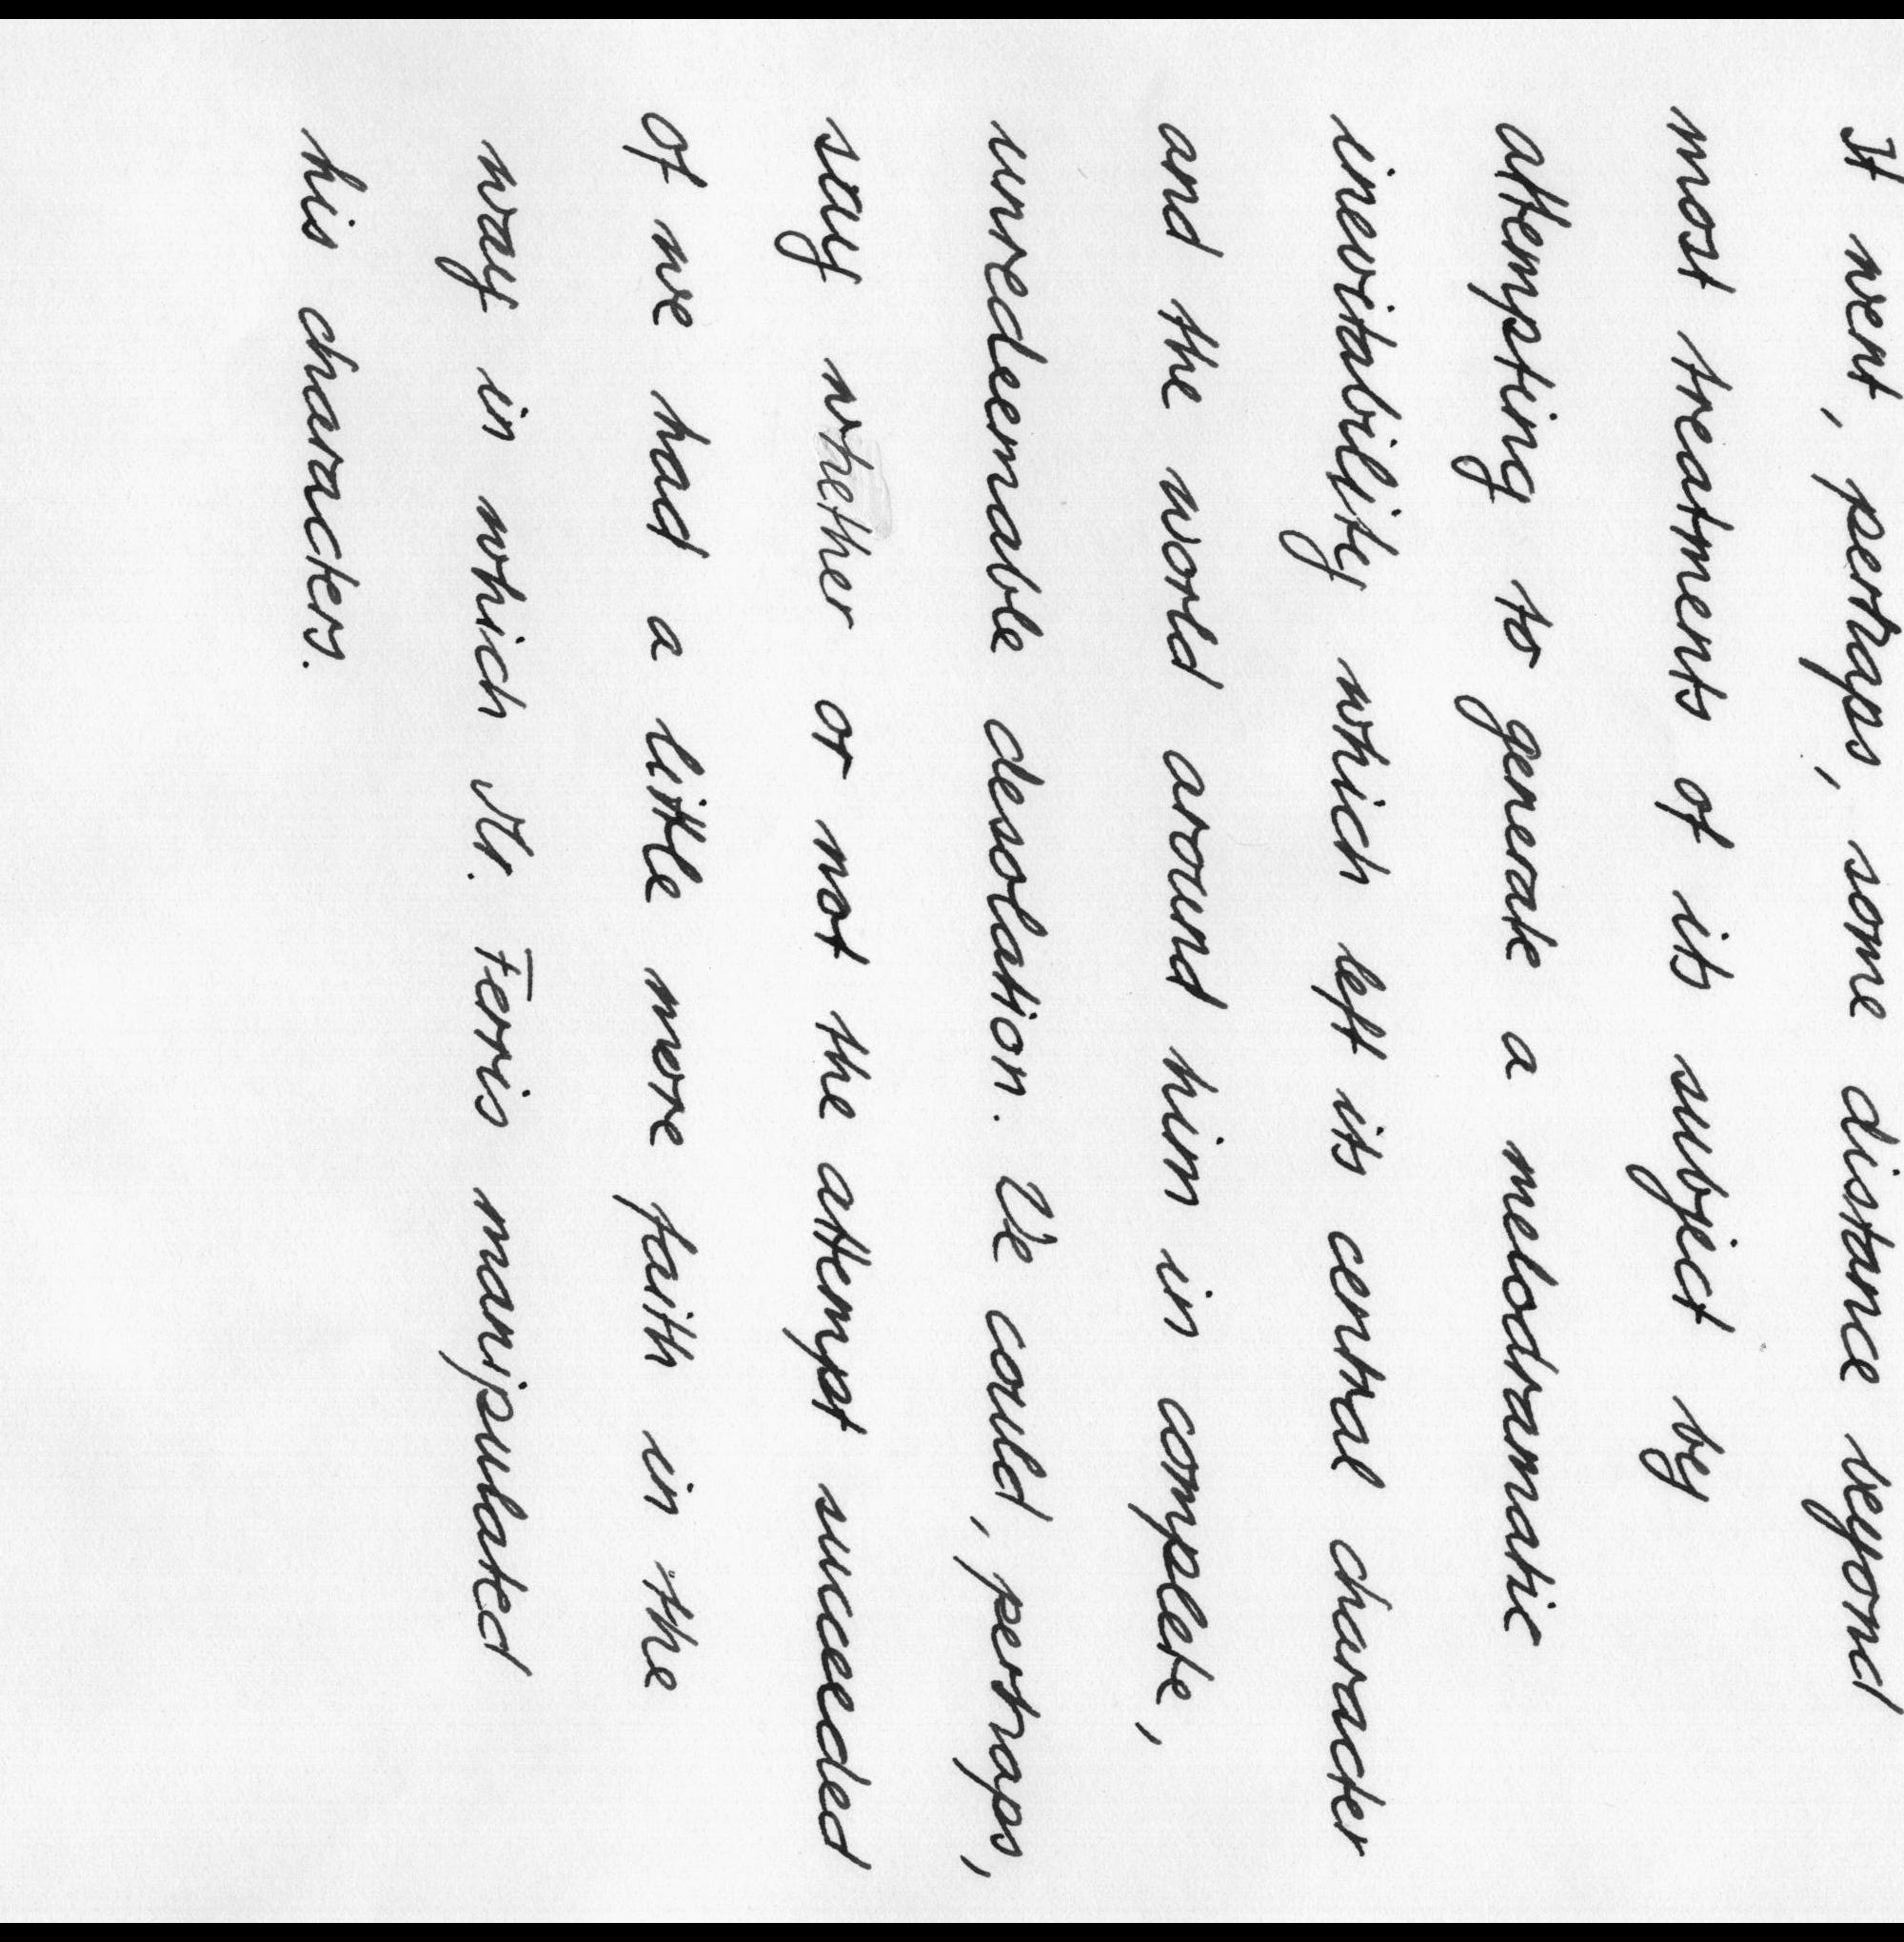 It went, perhaps, some distance beyond
most treatments of its subject by
attempting to generate a melodramatic
inevitability which left its central character
and the world around him in complete,
unredeemable desolation. We could, perhaps,
say whether or not the attempt succeeded
of we had a little more faith in the
way in which Mr. Ferris manipulated
his characters.